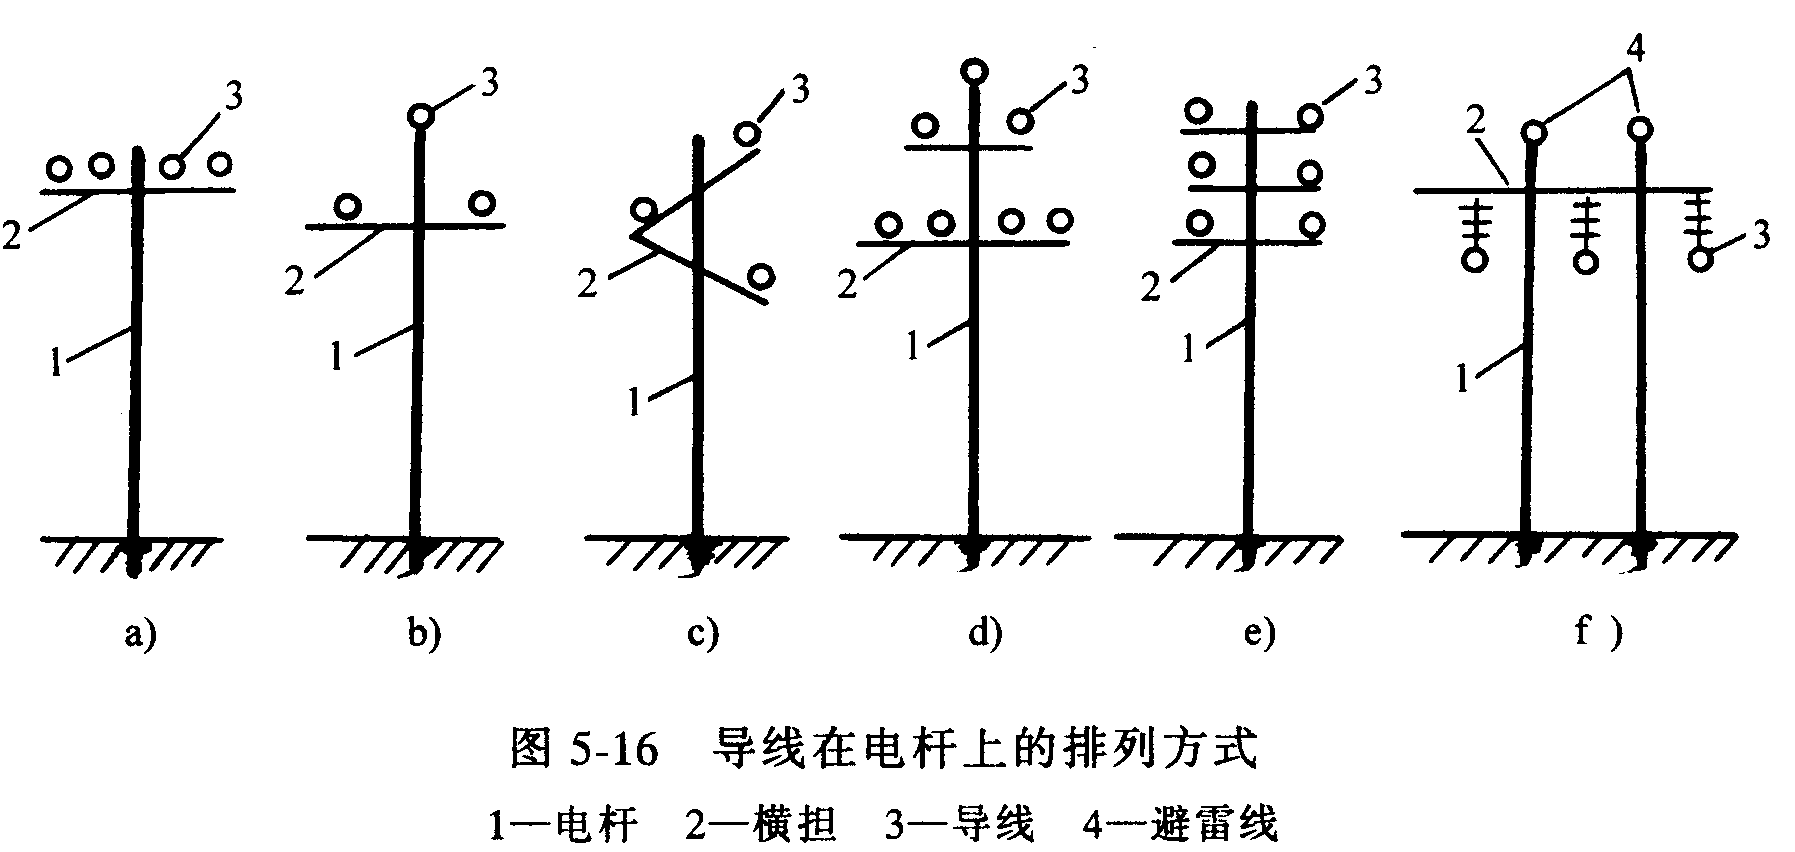 3 2 1 a)
3 2 1 b)
3 2 1 c)
3 2 1 d)
3 2 1 e)
4 2 3 1 f )
图 5-16 导线在电杆上的排列方式
1—电杆 2—横担 3—导线 4—避雷线